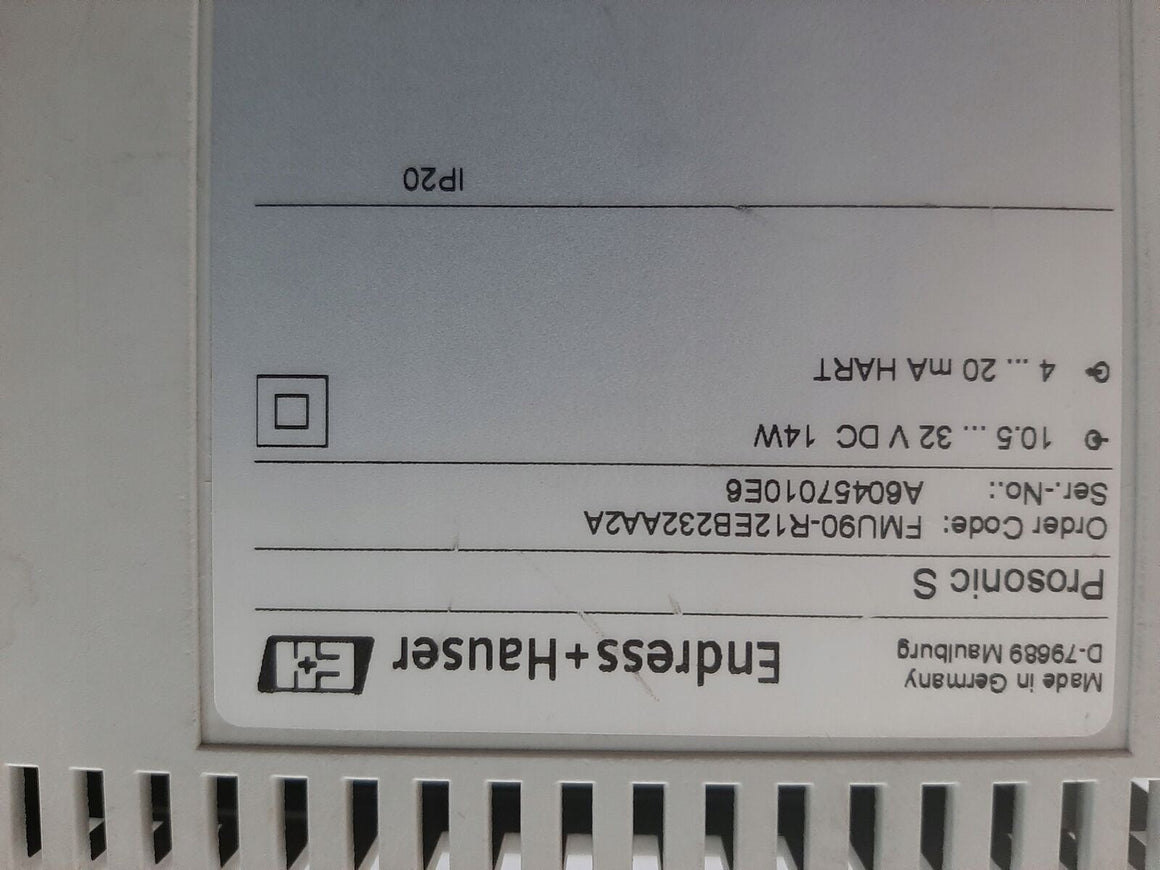 Made in Germany
D-79689 Maulburg
Endress+Hauser
Prosonic S
Order Code: FMU90-R12EB232AA2A
Ser.-No.: A60457010E6
10.5 ... 32 V DC 14W
4 ... 20 mA HART
IP20